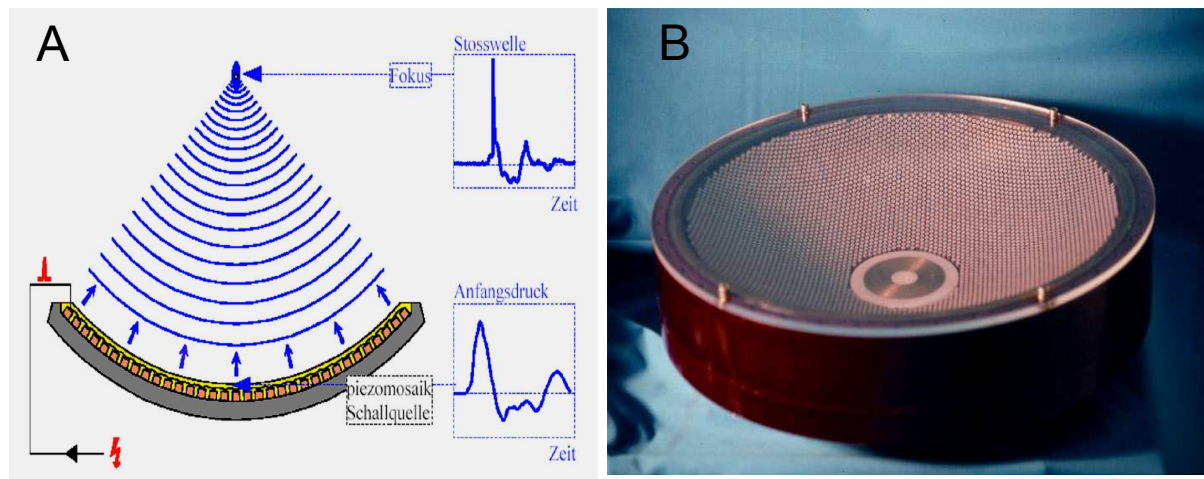 A
B
Stosswelle
Fokus
Zeit
Anfangsdruck
piezomosaik
Schallquelle
Zeit